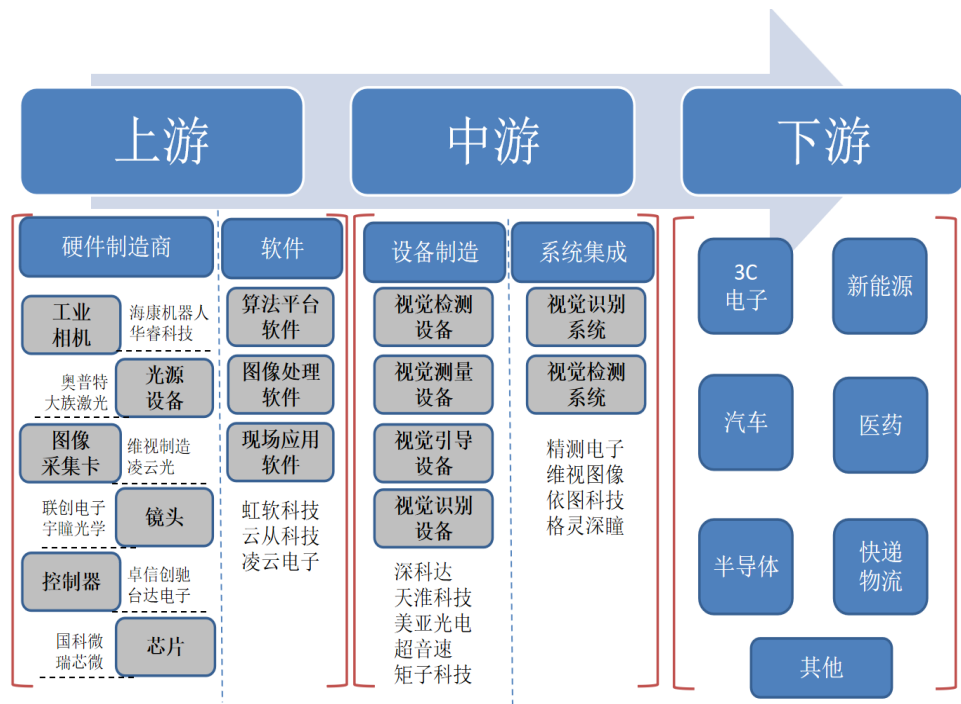 上游
中游
下游
硬件制造商
软件
设备制造
系统集成
工业
相机
海康机器人
华睿科技
奥普特
大族激光
光源
设备
图像
采集卡
维视制造
凌云光
联创电子
宇瞳光学
镜头
控制器
卓信创驰
台达电子
国科微
瑞芯微
芯片
算法平台
软件
图像处理
软件
现场应用
软件
虹软科技
云从科技
凌云电子
视觉检测
设备
视觉测量
设备
视觉引导
设备
视觉识别
设备
深科达
天淮科技
美亚光电
超音速
矩子科技
视觉识别
系统
视觉检测
系统
精测电子
维视图像
依图科技
格灵深瞳
3C
电子
新能源
汽车
医药
半导体
快递
物流
其他